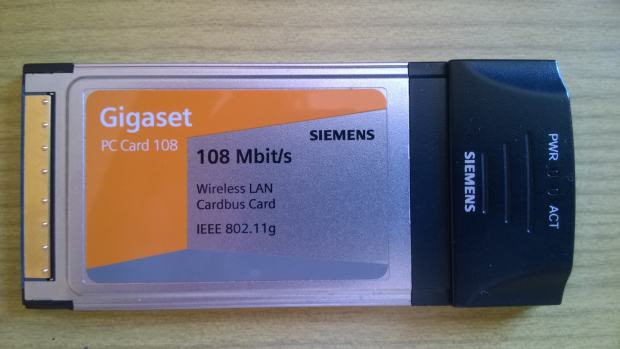 Gigaset
PC Card 108
SIEMENS
108 Mbit/s
Wireless LAN
Cardbus Card
IEEE 802.11g
SIEMENS
PWR
ACT